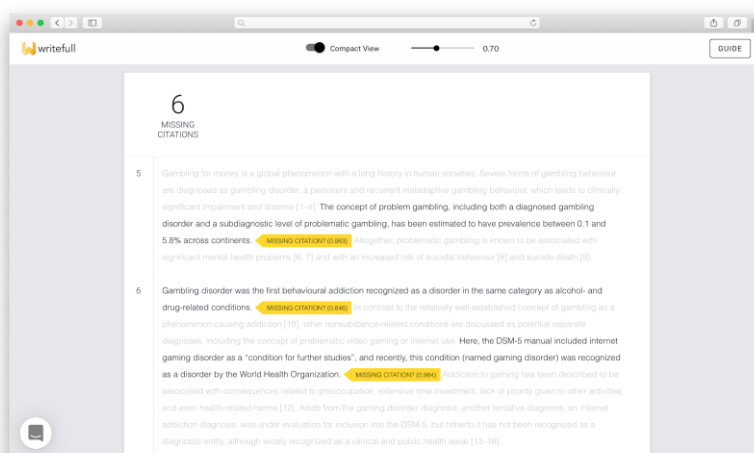 writefull
Compact View
0.70
GUIDE
6
MISSING
CITATIONS
5
Gambling for money is a global phenomenon with a long history in human societies. Severe forms of gambling behaviour
are diagnosed as gambling disorder, a persistent and recurrent maladaptive gambling behaviour, which leads to clinically
significant impairment and distress [1-4]. The concept of problem gambling, including both a diagnosed gambling
disorder and a subdiagnostic level of problematic gambling, has been estimated to have prevalence between 0.1 and
5.8% across continents. MISSING CITATION? (0.983) Altogether, problematic gambling is known to be associated with
significant mental health problems [6, 7] and with an increased risk of suicidal behaviour [8] and suicide death [9].
6
Gambling disorder was the first behavioural addiction recognized as a disorder in the same category as alcohol- and
drug-related conditions. MISSING CITATION? (0.846) In contrast to the relatively well-established concept of gambling as a
phenomenon causing addiction [10], other nonsubstance-related conditions are discussed as potential separate
diagnoses, including the concept of problematic video gaming or internet use. Here, the DSM-5 manual included internet
gaming disorder as a “condition for further studies”, and recently, this condition (named gaming disorder) was recognized
as a disorder by the World Health Organization. MISSING CITATION? (0.984) Addiction to gaming has been described to be
associated with consequences related to preoccupation, extensive time investment, lack of priority given to other activities,
and even health-related harms [12]. Aside from the gaming disorder diagnosis, another tentative diagnosis, an internet
addiction diagnosis, was under evaluation for inclusion into the DSM-5, but hitherto it has not been recognized as a
diagnostic entity, although widely recognized as a clinical and public health issue [13–16].